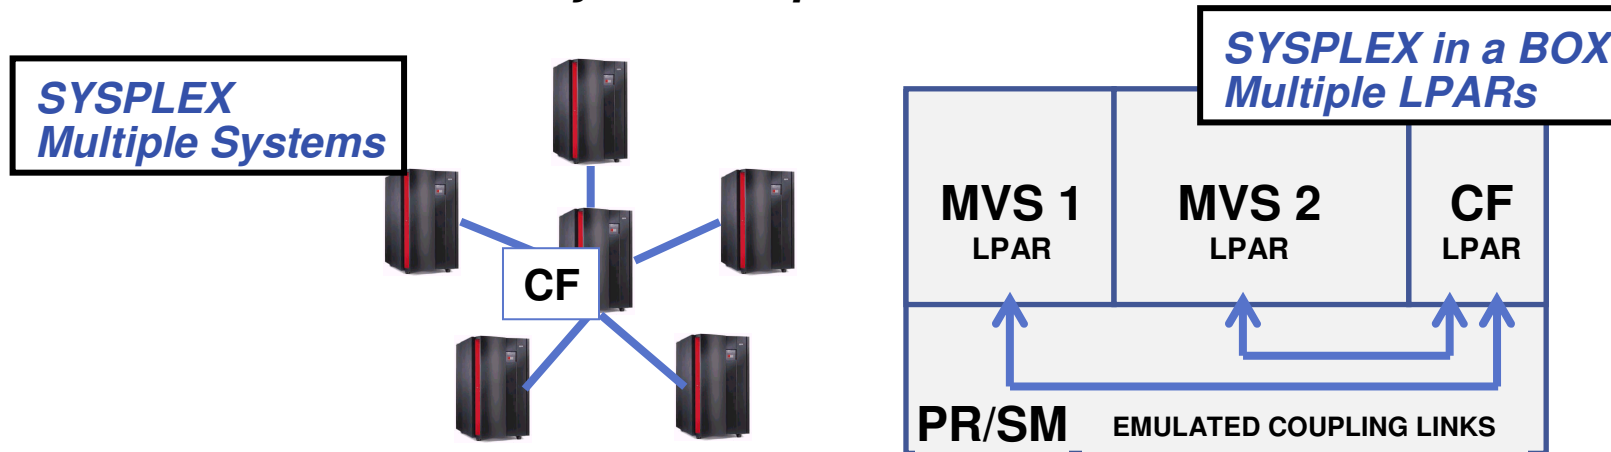 SYSPLEX
Multiple Systems
CF
SYSPLEX in a BOX
Multiple LPARs
MVS 1
LPAR
MVS 2
LPAR
CF
LPAR
PR/SM
EMULATED COUPLING LINKS